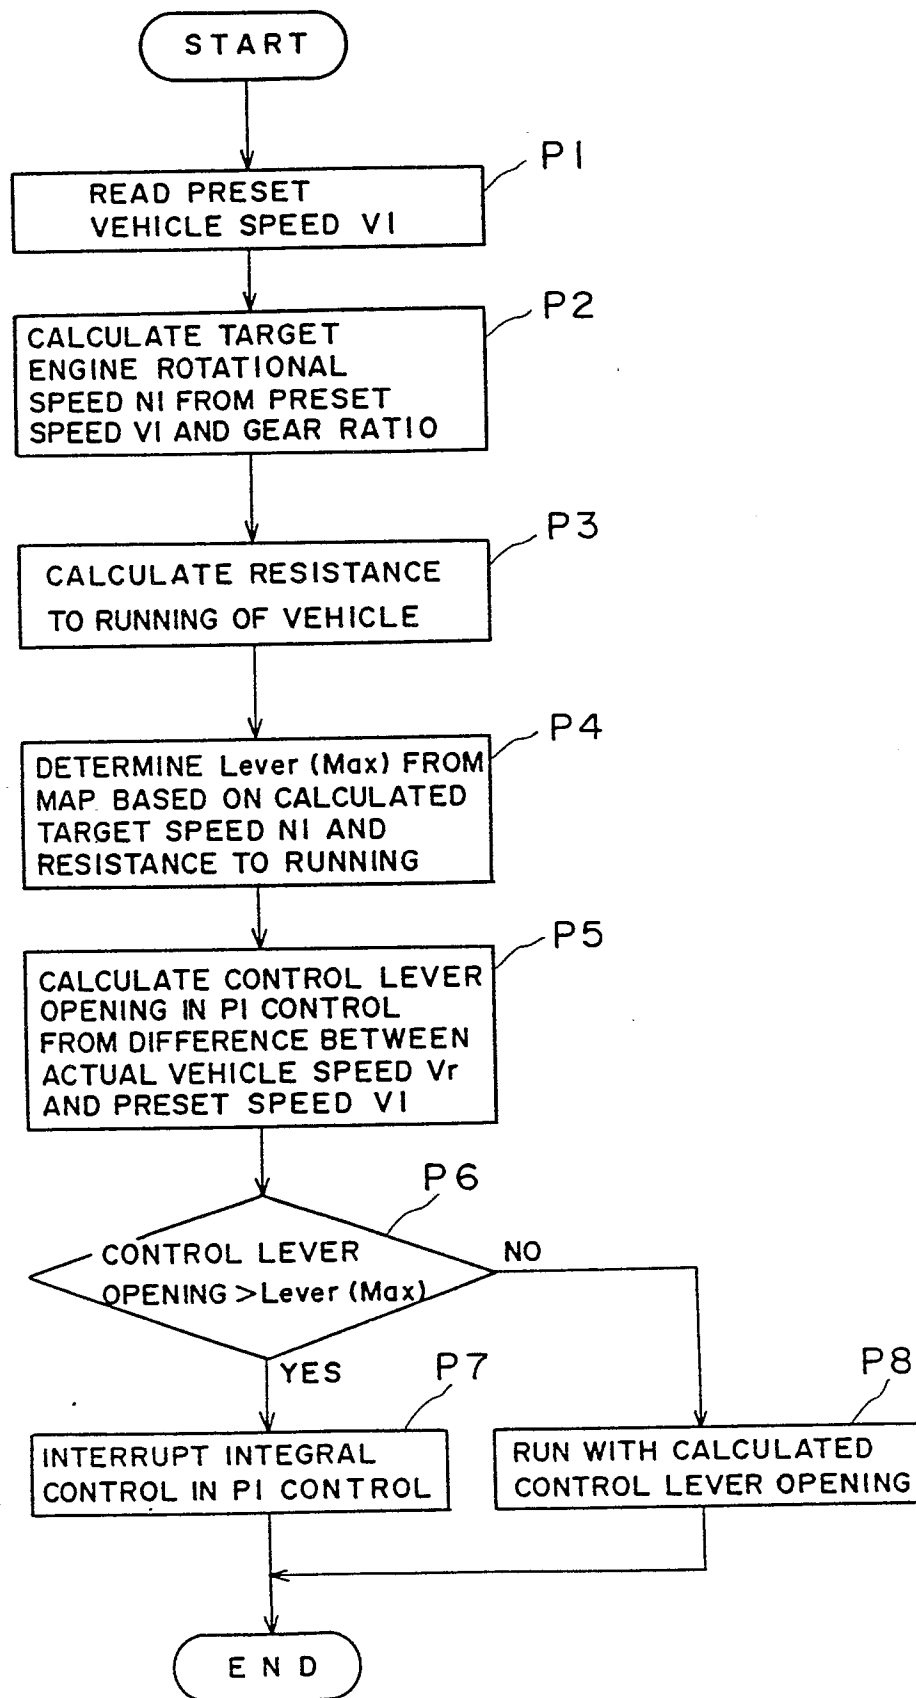 START
P1
READ PRESET
VEHICLE SPEED V1
P2
CALCULATE TARGET
ENGINE ROTATIONAL
SPEED N1 FROM PRESET
SPEED V1 AND GEAR RATIO
P3
CALCULATE RESISTANCE
TO RUNNING OF VEHICLE
P4
DETERMINE Lever (Max) FROM
MAP BASED ON CALCULATED
TARGET SPEED N1 AND
RESISTANCE TO RUNNING
P5
CALCULATE CONTROL LEVER
OPENING IN PI CONTROL
FROM DIFFERENCE BETWEEN
ACTUAL VEHICLE SPEED Vr
AND PRESET SPEED V1
P6
CONTROL LEVER
OPENING > Lever (Max)
NO
YES
P7
INTERRUPT INTEGRAL
CONTROL IN PI CONTROL
P8
RUN WITH CALCULATED
CONTROL LEVER OPENING
END